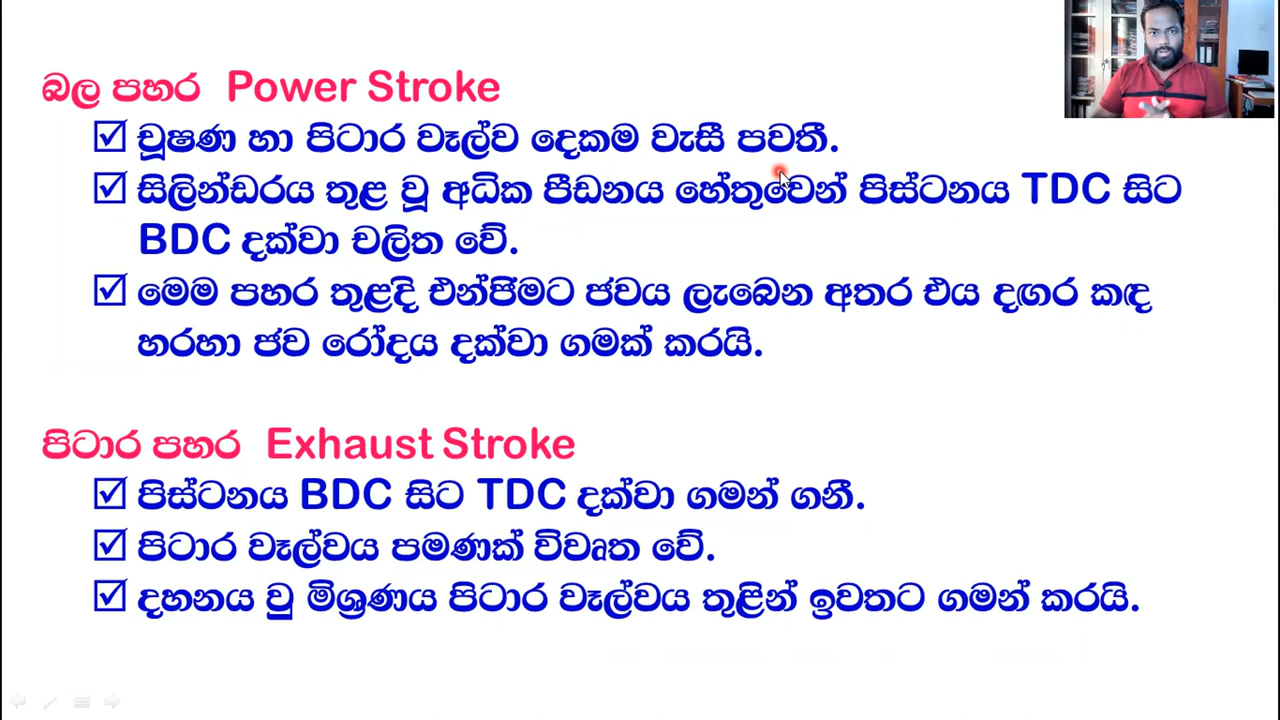 බල පහර Power Stroke
චූෂණ හා පිටාර වෑල්ව දෙකම වැසී පවතී.
සිලින්ඩරය තුළ වූ අධික පීඩනය හේතුවෙන් පිස්ටනය TDC සිට
BDC දක්වා චලිත වේ.
මෙම පහර තුළදි එන්ජිමට ජවය ලැබෙන අතර එය දඟර කඳ
හරහා ජව රෝදය දක්වා ගමක් කරයි.
පිටාර පහර Exhaust Stroke
පිස්ටනය BDC සිට TDC දක්වා ගමන් ගනී.
පිටාර වෑල්වය පමණක් විවෘත වේ.
දහනය වු මිශ්‍රණය පිටාර වෑල්වය තුළින් ඉවතට ගමන් කරයි.